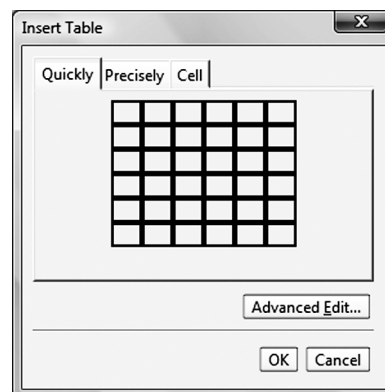 Insert Table
Quickly Precisely Cell
Advanced Edit...
OK Cancel